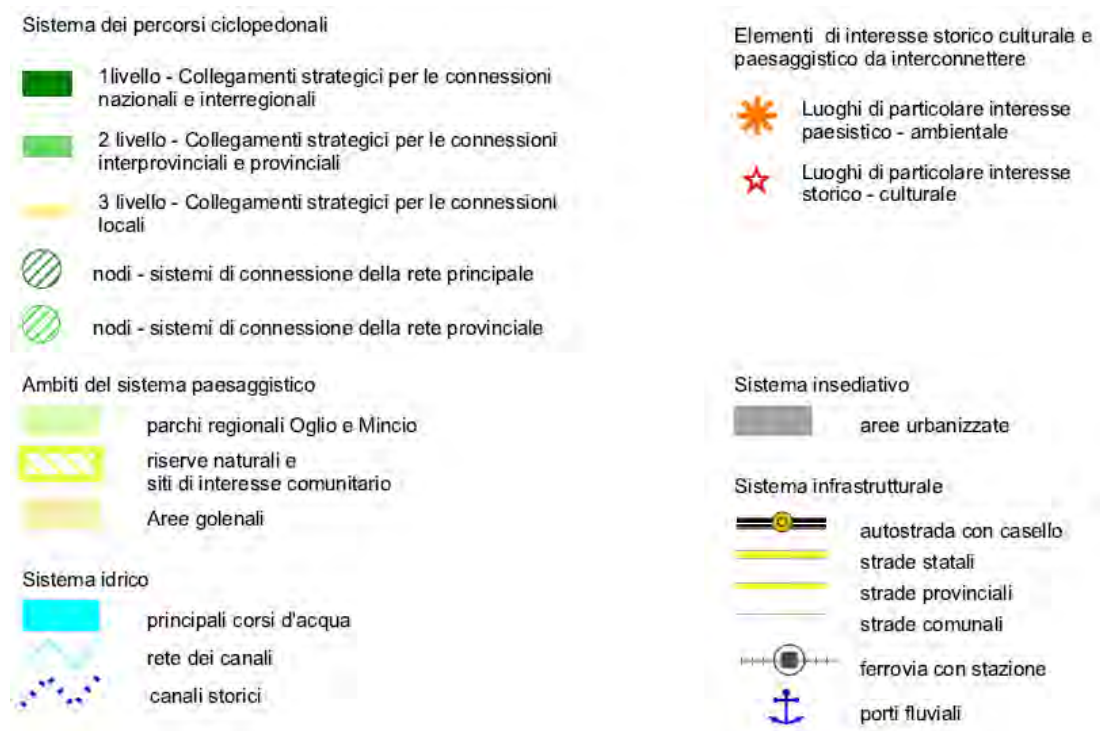 Sistema dei percorsi ciclopedonali
1livello - Collegamenti strategici per le connessioni
nazionali e interregionali
2 livello - Collegamenti strategici per le connessioni
interprovinciali e provinciali
3 livello - Collegamenti strategici per le connessioni
locali
nodi - sistemi di connessione della rete principale
nodi - sistemi di connessione della rete provinciale
Elementi di interesse storico culturale e
paesaggistico da interconnettere
Luoghi di particolare interesse
paesistico - ambientale
Luoghi di particolare interesse
storico - culturale
Ambiti del sistema paesaggistico
parchi regionali Oglio e Mincio
riserve naturali e
siti di interesse comunitario
Aree golenali
Sistema idrico
principali corsi d'acqua
rete dei canali
canali storici
Sistema insediativo
aree urbanizzate
Sistema infrastrutturale
autostrada con casello
strade statali
strade provinciali
strade comunali
ferrovia con stazione
porti fluviali